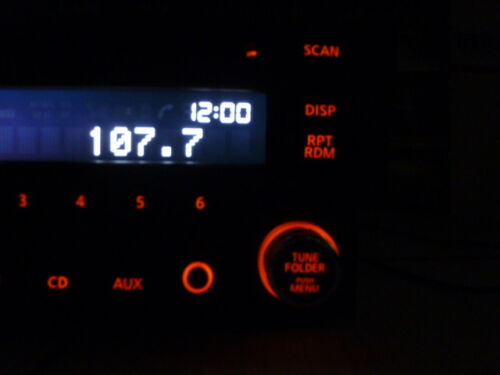 SCAN
12:00
DISP
107.7
RPT
RDM
3 4 5 6
TUNE
FOLDER
PUSH
MENU
CD AUX